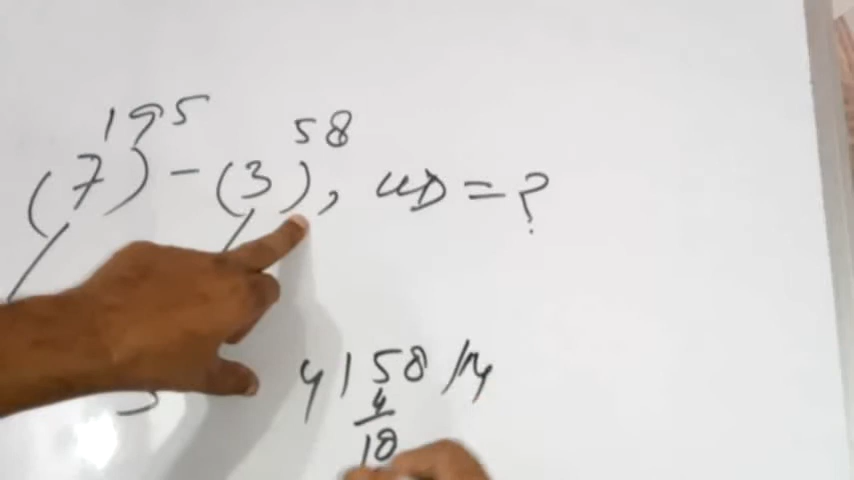 (7)¹⁹⁵ - (3)⁵⁸, UD = ?
4)58/14
4
18